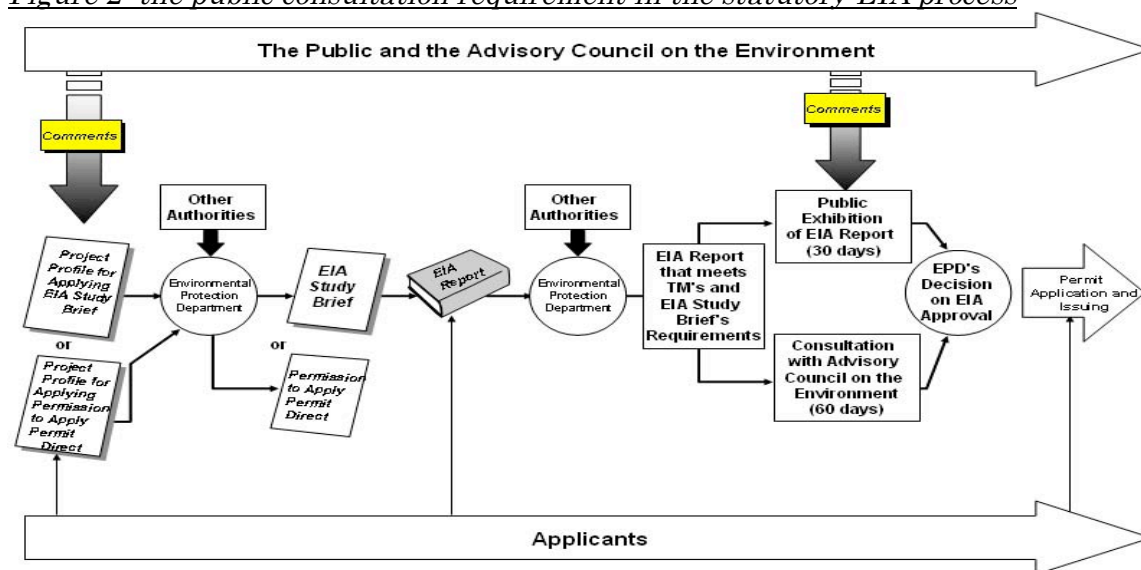 Figure 2 the public consultation requirement in the statutory EIA process
The Public and the Advisory Council on the Environment
Comments
Comments
Other
Authorities
Other
Authorities
Project
Profile for
Applying
EIA Study
Brief
or
Project
Profile for
Applying
Permission
to Apply
Permit
Direct
Environmental
Protection
Department
EIA
Study
Brief
or
Permission
to Apply
Permit
Direct
EIA
Report
Environmental
Protection
Department
EIA Report
that meets
TM's and
EIA Study
Brief's
Requirements
Public
Exhibition
of EIA Report
(30 days)
Consultation
with Advisory
Council on the
Environment
(60 days)
EPD's
Decision
on EIA
Approval
Permit
Application and
Issuing
Applicants